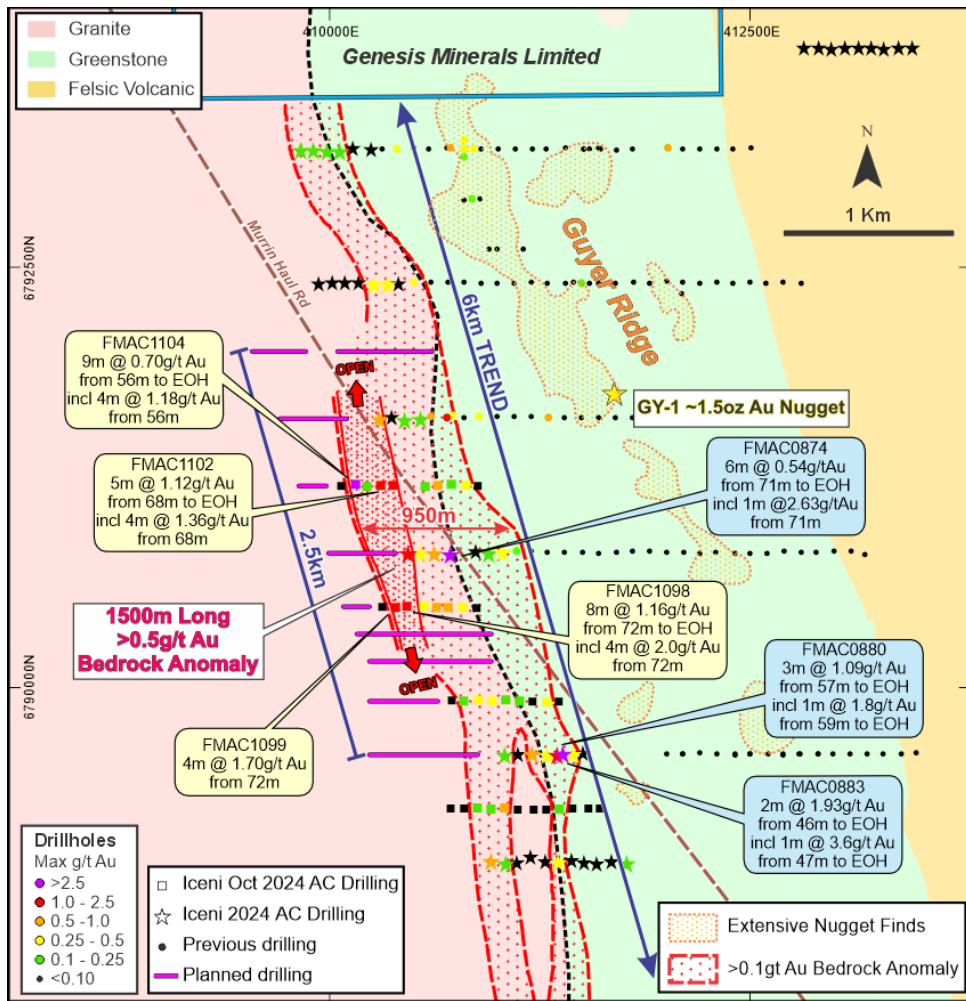 Granite
Greenstone
Felsic Volcanic
410000E
412500E
Genesis Minerals Limited
N
1 Km
6792500N
Murrin Haul Rd
Guyer Ridge
6km TREND
FMAC1104
9m @ 0.70g/t Au
from 56m to EOH
incl 4m @ 1.18g/t Au
from 56m
OPEN
GY-1 ~1.5oz Au Nugget
FMAC1102
5m @ 1.12g/t Au
from 68m to EOH
incl 4m @ 1.36g/t Au
from 68m
FMAC0874
6m @ 0.54g/tAu
from 71m to EOH
incl 1m @2.63g/tAu
from 71m
950m
2.5km
1500m Long
>0.5g/t Au
Bedrock Anomaly
FMAC1098
8m @ 1.16g/t Au
from 72m to EOH
incl 4m @ 2.0g/t Au
from 72m
OPEN
6790000N
FMAC0880
3m @ 1.09g/t Au
from 57m to EOH
incl 1m @ 1.8g/t Au
from 59m to EOH
FMAC1099
4m @ 1.70g/t Au
from 72m
FMAC0883
2m @ 1.93g/t Au
from 46m to EOH
incl 1m @ 3.6g/t Au
from 47m to EOH
Drillholes
Max g/t Au
>2.5
1.0 - 2.5
0.5-1.0
0.25 - 0.5
0.1 - 0.25
<0.10
Iceni Oct 2024 AC Drilling
Iceni 2024 AC Drilling
Previous drilling
Planned drilling
Extensive Nugget Finds
>0.1gt Au Bedrock Anomaly